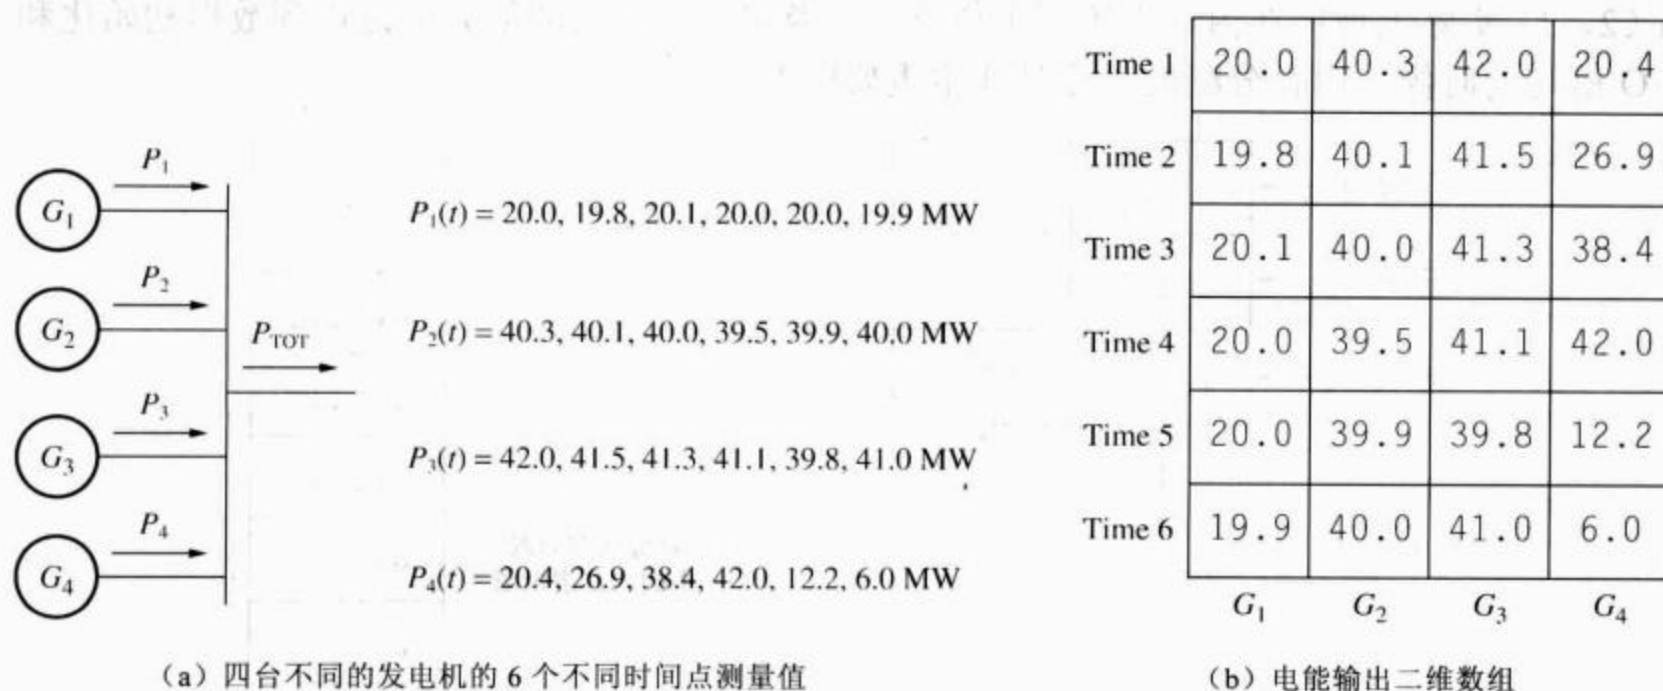 G₁
P₁
P₁(t) = 20.0, 19.8, 20.1, 20.0, 20.0, 19.9 MW
G₂
P₂
P₂(t) = 40.3, 40.1, 40.0, 39.5, 39.9, 40.0 MW
P_TOT
G₃
P₃
P₃(t) = 42.0, 41.5, 41.3, 41.1, 39.8, 41.0 MW
G₄
P₄
P₄(t) = 20.4, 26.9, 38.4, 42.0, 12.2, 6.0 MW
(a) 四台不同的发电机的 6 个不同时间点测量值
Time 1 20.0 40.3 42.0 20.4
Time 2 19.8 40.1 41.5 26.9
Time 3 20.1 40.0 41.3 38.4
Time 4 20.0 39.5 41.1 42.0
Time 5 20.0 39.9 39.8 12.2
Time 6 19.9 40.0 41.0 6.0
G₁ G₂ G₃ G₄
(b) 电能输出二维数组